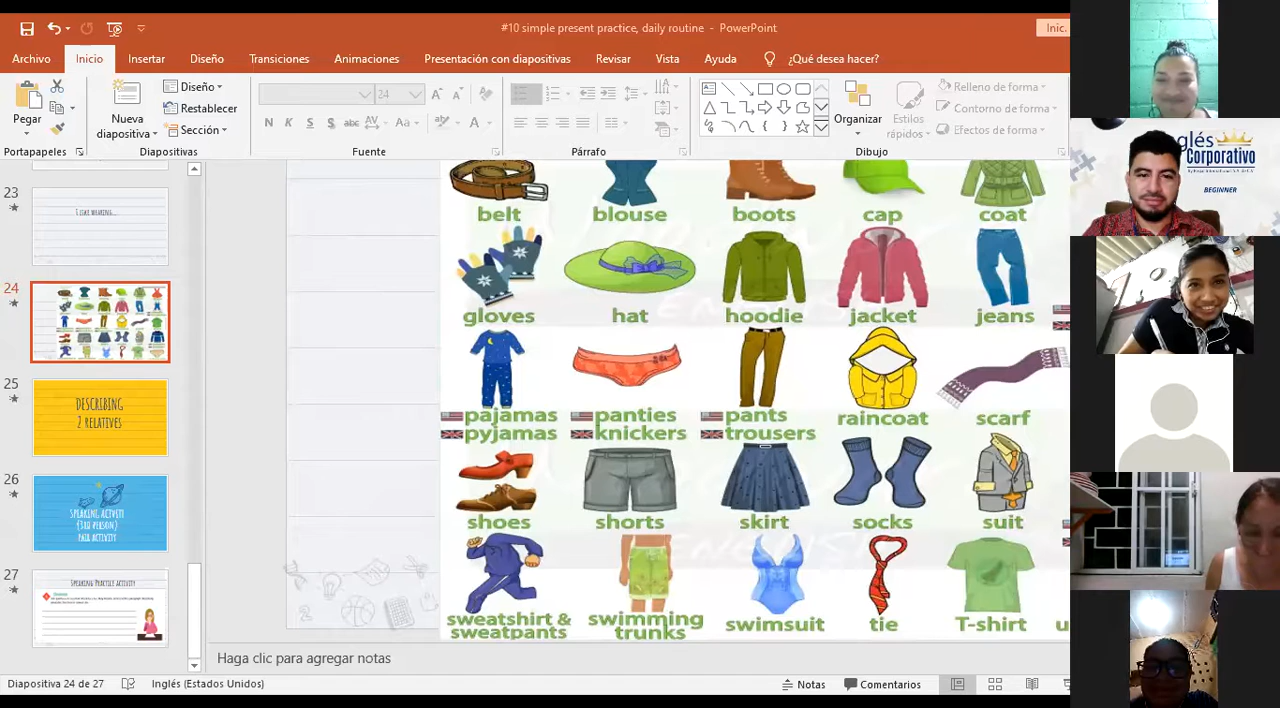 #10 simple present practice, daily routine - PowerPoint
Inic.
Archivo Inicio Insertar Diseño Transiciones Animaciones Presentación con diapositivas Revisar Vista Ayuda ¿Qué desea hacer?
Pegar
Nueva diapositiva
Diseño
Restablecer
Sección
24
N K S S abc AV Aa
Organizar
Estilos rápidos
Relleno de forma
Contorno de forma
Efectos de forma
Portapapeles Diapositivas Fuente Párrafo Dibujo
23
24
25
DESCRIBING
2 RELATIVES
26
SPEAKING ACTIVITY
(3RD PERSON)
PAIR ACTIVITY
27
SPEAKING PRACTICE ACTIVITY
belt blouse boots cap coat
gloves hat hoodie jacket jeans
pajamas panties pants raincoat scarf
pyjamas knickers trousers
shoes shorts skirt socks suit
sweatshirt & swimming swimsuit tie T-shirt
sweatpants trunks
Haga clic para agregar notas
Diapositiva 24 de 27 Inglés (Estados Unidos) Notas Comentarios
glés
Corporativo
BEGINNER